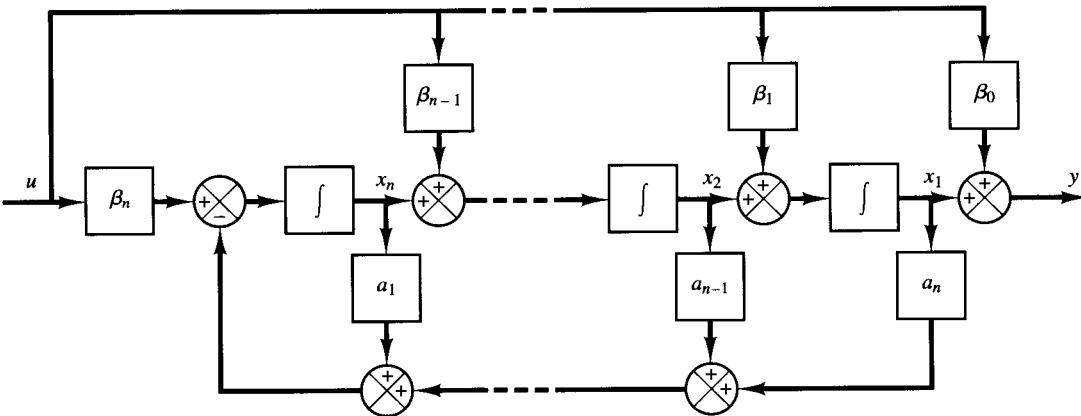 β_{n-1} β_1 β_0
u β_n + − ∫ x_n + + ∫ x_2 + + ∫ x_1 + + y
a_1 a_{n-1} a_n
+ + + +